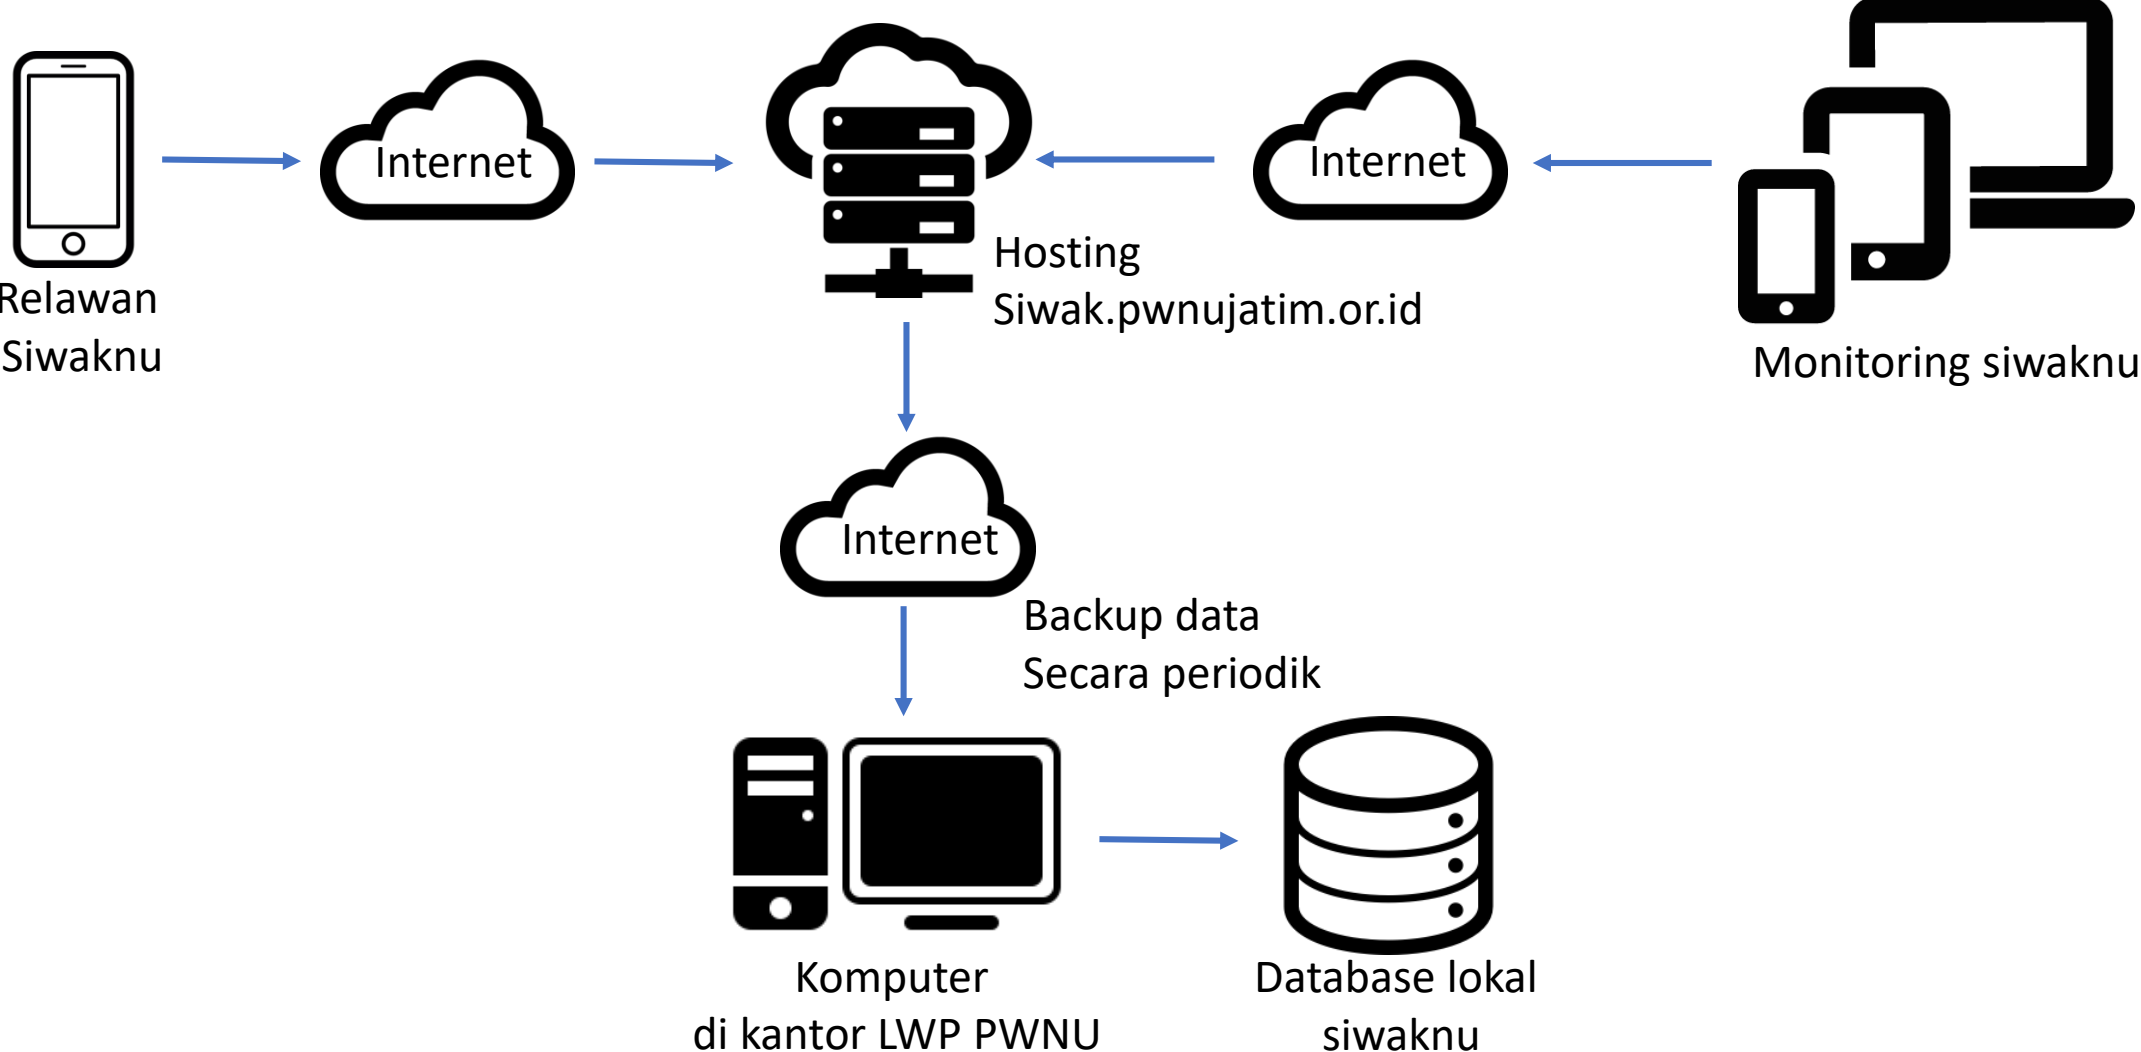 Internet
Internet
Hosting
Siwak.pwnujatim.or.id
Relawan
Siwaknu
Monitoring siwaknu
Internet
Backup data
Secara periodik
Komputer
di kantor LWP PWNU
Database lokal
siwaknu